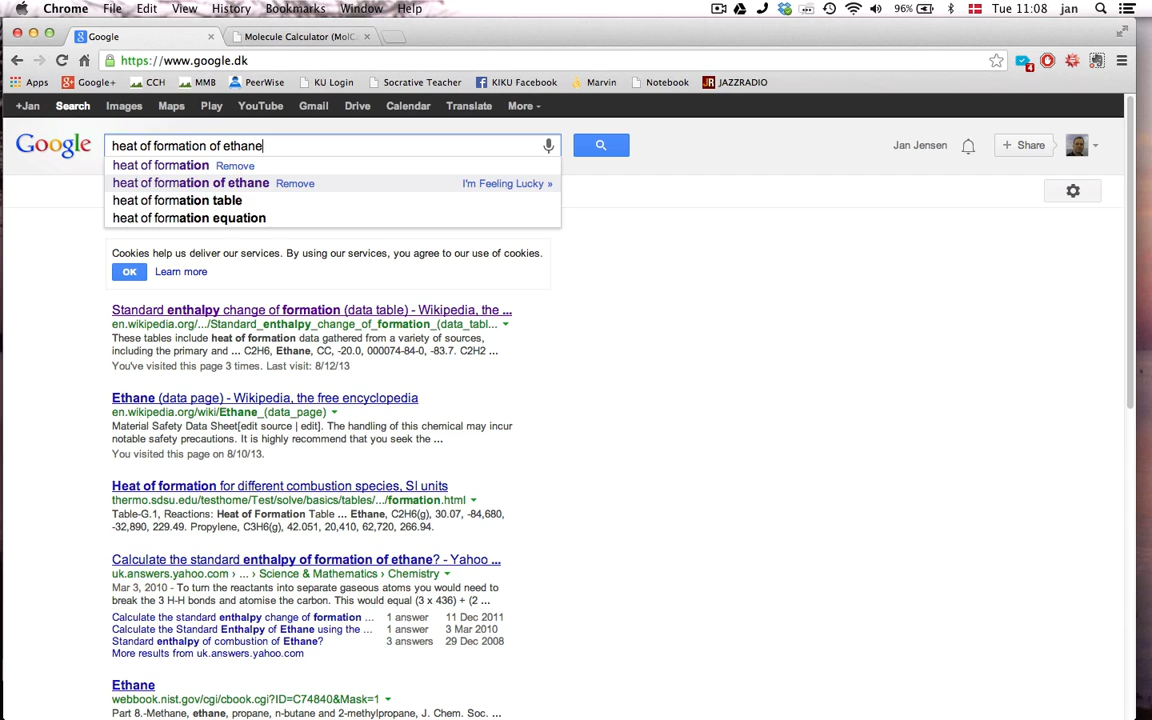 Chrome File Edit View History Bookmarks Window Help 96% Tue 11:08 jan
Google Molecule Calculator (MolC
https://www.google.dk
Apps Google+ CCH MMB PeerWise KU Login Socrative Teacher KIKU Facebook Marvin Notebook JAZZRADIO
+Jan Search Images Maps Play YouTube Gmail Drive Calendar Translate More
Google heat of formation of ethane Jan Jensen + Share
heat of formation Remove
heat of formation of ethane Remove I'm Feeling Lucky »
heat of formation table
heat of formation equation
Cookies help us deliver our services. By using our services, you agree to our use of cookies.
OK Learn more
Standard enthalpy change of formation (data table) - Wikipedia, the ...
en.wikipedia.org/.../Standard_enthalpy_change_of_formation_(data_tabl...
These tables include heat of formation data gathered from a variety of sources,
including the primary and ... C2H6, Ethane, CC, -20.0, 000074-84-0, -83.7. C2H2 ...
You've visited this page 3 times. Last visit: 8/12/13
Ethane (data page) - Wikipedia, the free encyclopedia
en.wikipedia.org/wiki/Ethane_(data_page)
Material Safety Data Sheet[edit source | edit]. The handling of this chemical may incur
notable safety precautions. It is highly recommend that you seek the ...
You visited this page on 8/10/13.
Heat of formation for different combustion species, SI units
thermo.sdsu.edu/testhome/Test/solve/basics/tables/.../formation.html
Table-G.1, Reactions: Heat of Formation Table ... Ethane, C2H6(g), 30.07, -84,680,
-32,890, 229.49. Propylene, C3H6(g), 42.051, 20,410, 62,720, 266.94.
Calculate the standard enthalpy of formation of ethane? - Yahoo ...
uk.answers.yahoo.com › ... › Science & Mathematics › Chemistry
Mar 3, 2010 - To turn the reactants into separate gaseous atoms you would need to
break the 3 H-H bonds and atomise the carbon. This would equal (3 x 436) + (2 ...
Calculate the standard enthalpy change of formation ... 1 answer 11 Dec 2011
Calculate the Standard Enthalpy of Ethane using the ... 1 answer 3 Mar 2010
Standard enthalpy of combustion of Ethane? 3 answers 29 Dec 2008
More results from uk.answers.yahoo.com
Ethane
webbook.nist.gov/cgi/cbook.cgi?ID=C74840&Mask=1
Part 8.-Methane, ethane, propane, n-butane and 2-methylpropane, J. Chem. Soc. ...